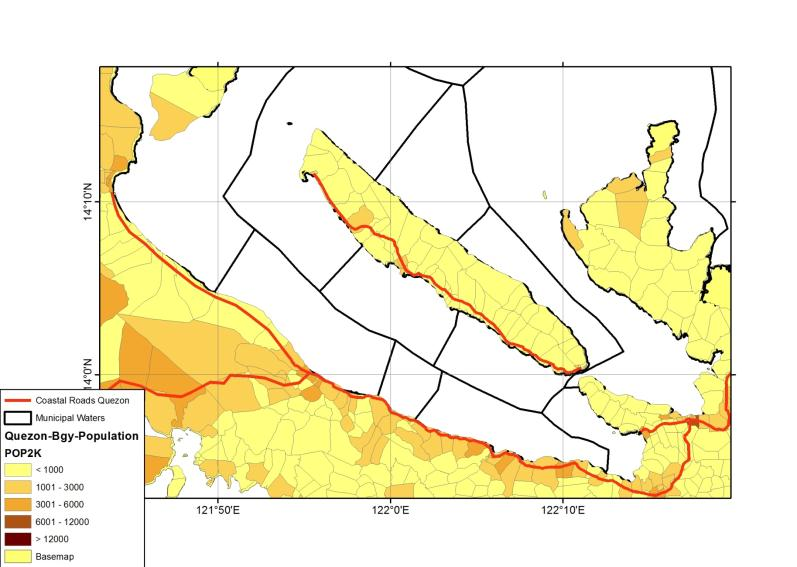 14°10'N
14°0'N
121°50'E
122°0'E
122°10'E
Coastal Roads Quezon
Municipal Waters
Quezon-Bgy-Population
POP2K
< 1000
1001 - 3000
3001 - 6000
6001 - 12000
> 12000
Basemap